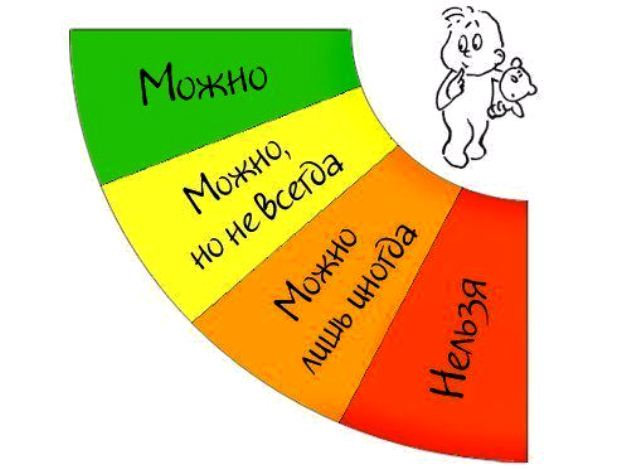 Можно
Можно,
но не всегда
Можно
лишь иногда
Нельзя